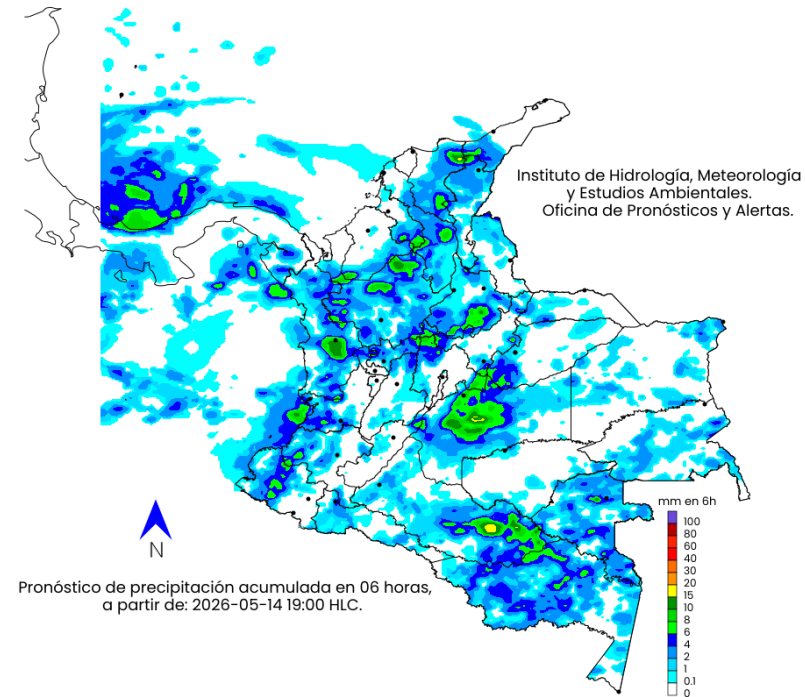 Instituto de Hidrología, Meteorología
y Estudios Ambientales.
Oficina de Pronósticos y Alertas.
mm en 6h
100
80
60
40
30
20
15
10
8
6
4
2
1
0.1
0
N
Pronóstico de precipitación acumulada en 06 horas,
a partir de: 2026-05-14 19:00 HLC.